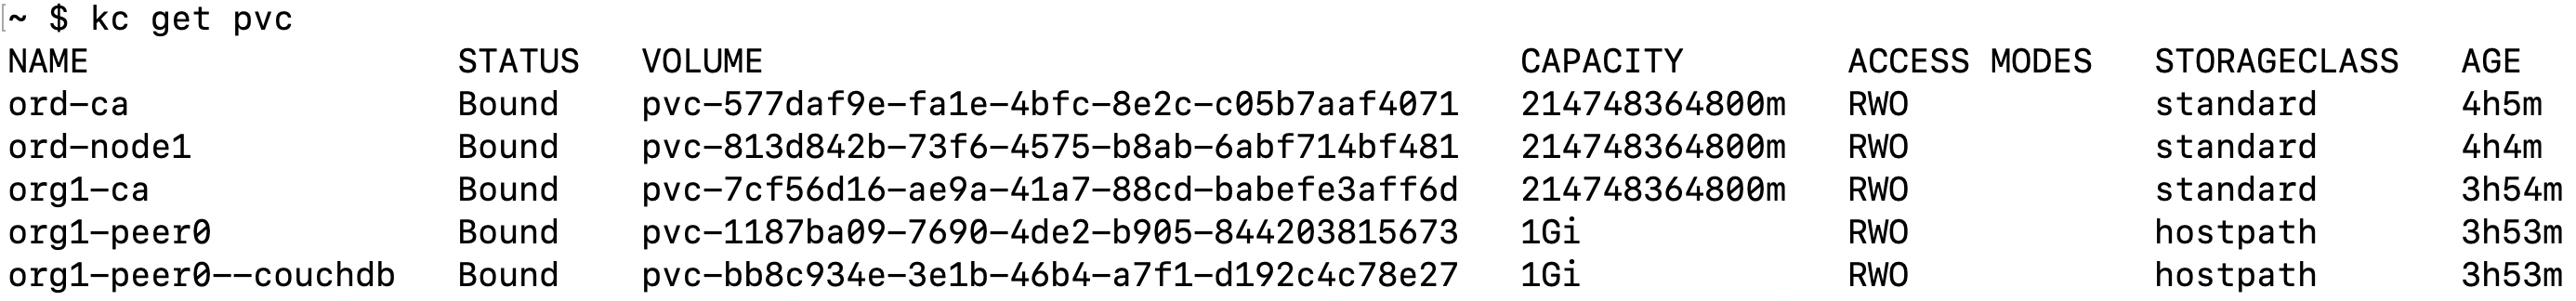 ~ $ kc get pvc
NAME                  STATUS   VOLUME                                     CAPACITY        ACCESS MODES   STORAGECLASS   AGE
ord-ca                Bound    pvc-577daf9e-fa1e-4bfc-8e2c-c05b7aaf4071   214748364800m   RWO            standard       4h5m
ord-node1             Bound    pvc-813d842b-73f6-4575-b8ab-6abf714bf481   214748364800m   RWO            standard       4h4m
org1-ca               Bound    pvc-7cf56d16-ae9a-41a7-88cd-babefe3aff6d   214748364800m   RWO            standard       3h54m
org1-peer0            Bound    pvc-1187ba09-7690-4de2-b905-844203815673   1Gi             RWO            hostpath       3h53m
org1-peer0--couchdb   Bound    pvc-bb8c934e-3e1b-46b4-a7f1-d192c4c78e27   1Gi             RWO            hostpath       3h53m